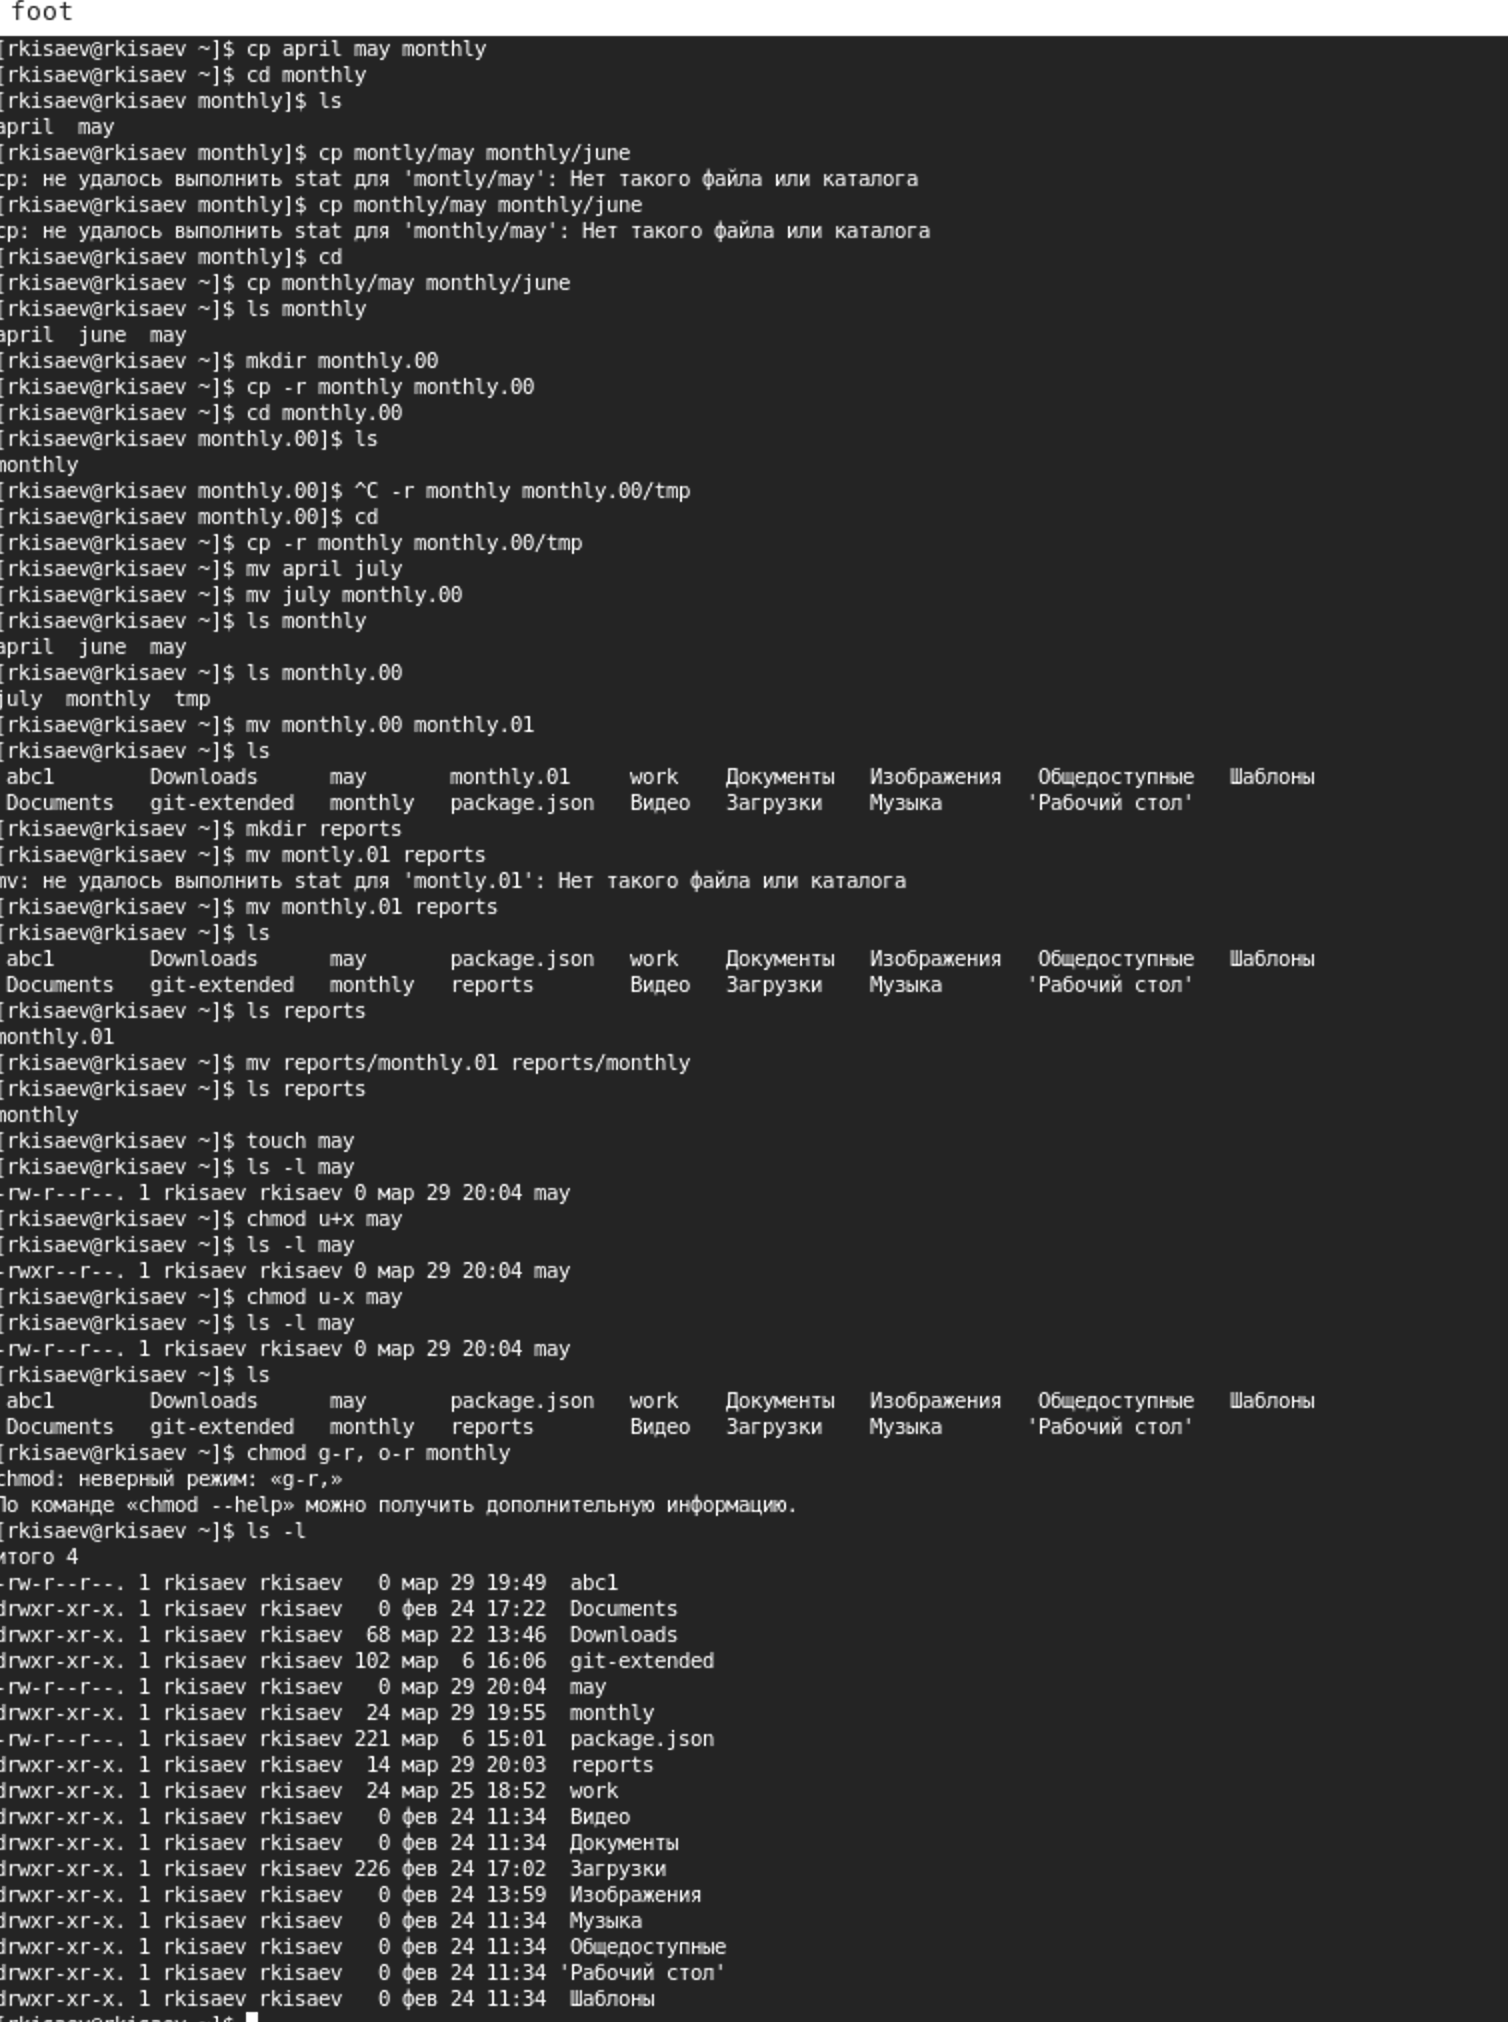 foot
[rkisaev@rkisaev ~]$ cp april may monthly
[rkisaev@rkisaev ~]$ cd monthly
[rkisaev@rkisaev monthly]$ ls
april  may
[rkisaev@rkisaev monthly]$ cp montly/may monthly/june
cp: не удалось выполнить stat для 'montly/may': Нет такого файла или каталога
[rkisaev@rkisaev monthly]$ cp monthly/may monthly/june
cp: не удалось выполнить stat для 'monthly/may': Нет такого файла или каталога
[rkisaev@rkisaev monthly]$ cd
[rkisaev@rkisaev ~]$ cp monthly/may monthly/june
[rkisaev@rkisaev ~]$ ls monthly
april  june  may
[rkisaev@rkisaev ~]$ mkdir monthly.00
[rkisaev@rkisaev ~]$ cp -r monthly monthly.00
[rkisaev@rkisaev ~]$ cd monthly.00
[rkisaev@rkisaev monthly.00]$ ls
monthly
[rkisaev@rkisaev monthly.00]$ ^C -r monthly monthly.00/tmp
[rkisaev@rkisaev monthly.00]$ cd
[rkisaev@rkisaev ~]$ cp -r monthly monthly.00/tmp
[rkisaev@rkisaev ~]$ mv april july
[rkisaev@rkisaev ~]$ mv july monthly.00
[rkisaev@rkisaev ~]$ ls monthly
april  june  may
[rkisaev@rkisaev ~]$ ls monthly.00
july  monthly  tmp
[rkisaev@rkisaev ~]$ mv monthly.00 monthly.01
[rkisaev@rkisaev ~]$ ls
abc1  Downloads  may  monthly.01  work  Документы  Изображения  Общедоступные  Шаблоны
Documents  git-extended  monthly  package.json  Видео  Загрузки  Музыка  'Рабочий стол'
[rkisaev@rkisaev ~]$ mkdir reports
[rkisaev@rkisaev ~]$ mv montly.01 reports
mv: не удалось выполнить stat для 'montly.01': Нет такого файла или каталога
[rkisaev@rkisaev ~]$ mv monthly.01 reports
[rkisaev@rkisaev ~]$ ls
abc1  Downloads  may  package.json  work  Документы  Изображения  Общедоступные  Шаблоны
Documents  git-extended  monthly  reports  Видео  Загрузки  Музыка  'Рабочий стол'
[rkisaev@rkisaev ~]$ ls reports
monthly.01
[rkisaev@rkisaev ~]$ mv reports/monthly.01 reports/monthly
[rkisaev@rkisaev ~]$ ls reports
monthly
[rkisaev@rkisaev ~]$ touch may
[rkisaev@rkisaev ~]$ ls -l may
-rw-r--r--. 1 rkisaev rkisaev 0 мар 29 20:04 may
[rkisaev@rkisaev ~]$ chmod u+x may
[rkisaev@rkisaev ~]$ ls -l may
-rwxr--r--. 1 rkisaev rkisaev 0 мар 29 20:04 may
[rkisaev@rkisaev ~]$ chmod u-x may
[rkisaev@rkisaev ~]$ ls -l may
-rw-r--r--. 1 rkisaev rkisaev 0 мар 29 20:04 may
[rkisaev@rkisaev ~]$ ls
abc1  Downloads  may  package.json  work  Документы  Изображения  Общедоступные  Шаблоны
Documents  git-extended  monthly  reports  Видео  Загрузки  Музыка  'Рабочий стол'
[rkisaev@rkisaev ~]$ chmod g-r, o-r monthly
chmod: неверный режим: «g-r,»
По команде «chmod --help» можно получить дополнительную информацию.
[rkisaev@rkisaev ~]$ ls -l
итого 4
-rw-r--r--. 1 rkisaev rkisaev   0 мар 29 19:49  abc1
drwxr-xr-x. 1 rkisaev rkisaev   0 фев 24 17:22  Documents
drwxr-xr-x. 1 rkisaev rkisaev  68 мар 22 13:46  Downloads
drwxr-xr-x. 1 rkisaev rkisaev 102 мар  6 16:06  git-extended
-rw-r--r--. 1 rkisaev rkisaev   0 мар 29 20:04  may
drwxr-xr-x. 1 rkisaev rkisaev  24 мар 29 19:55  monthly
-rw-r--r--. 1 rkisaev rkisaev 221 мар  6 15:01  package.json
drwxr-xr-x. 1 rkisaev rkisaev  14 мар 29 20:03  reports
drwxr-xr-x. 1 rkisaev rkisaev  24 мар 25 18:52  work
drwxr-xr-x. 1 rkisaev rkisaev   0 фев 24 11:34  Видео
drwxr-xr-x. 1 rkisaev rkisaev   0 фев 24 11:34  Документы
drwxr-xr-x. 1 rkisaev rkisaev 226 фев 24 17:02  Загрузки
drwxr-xr-x. 1 rkisaev rkisaev   0 фев 24 13:59  Изображения
drwxr-xr-x. 1 rkisaev rkisaev   0 фев 24 11:34  Музыка
drwxr-xr-x. 1 rkisaev rkisaev   0 фев 24 11:34  Общедоступные
drwxr-xr-x. 1 rkisaev rkisaev   0 фев 24 11:34 'Рабочий стол'
drwxr-xr-x. 1 rkisaev rkisaev   0 фев 24 11:34  Шаблоны
[rkisaev@rkisaev ~]$